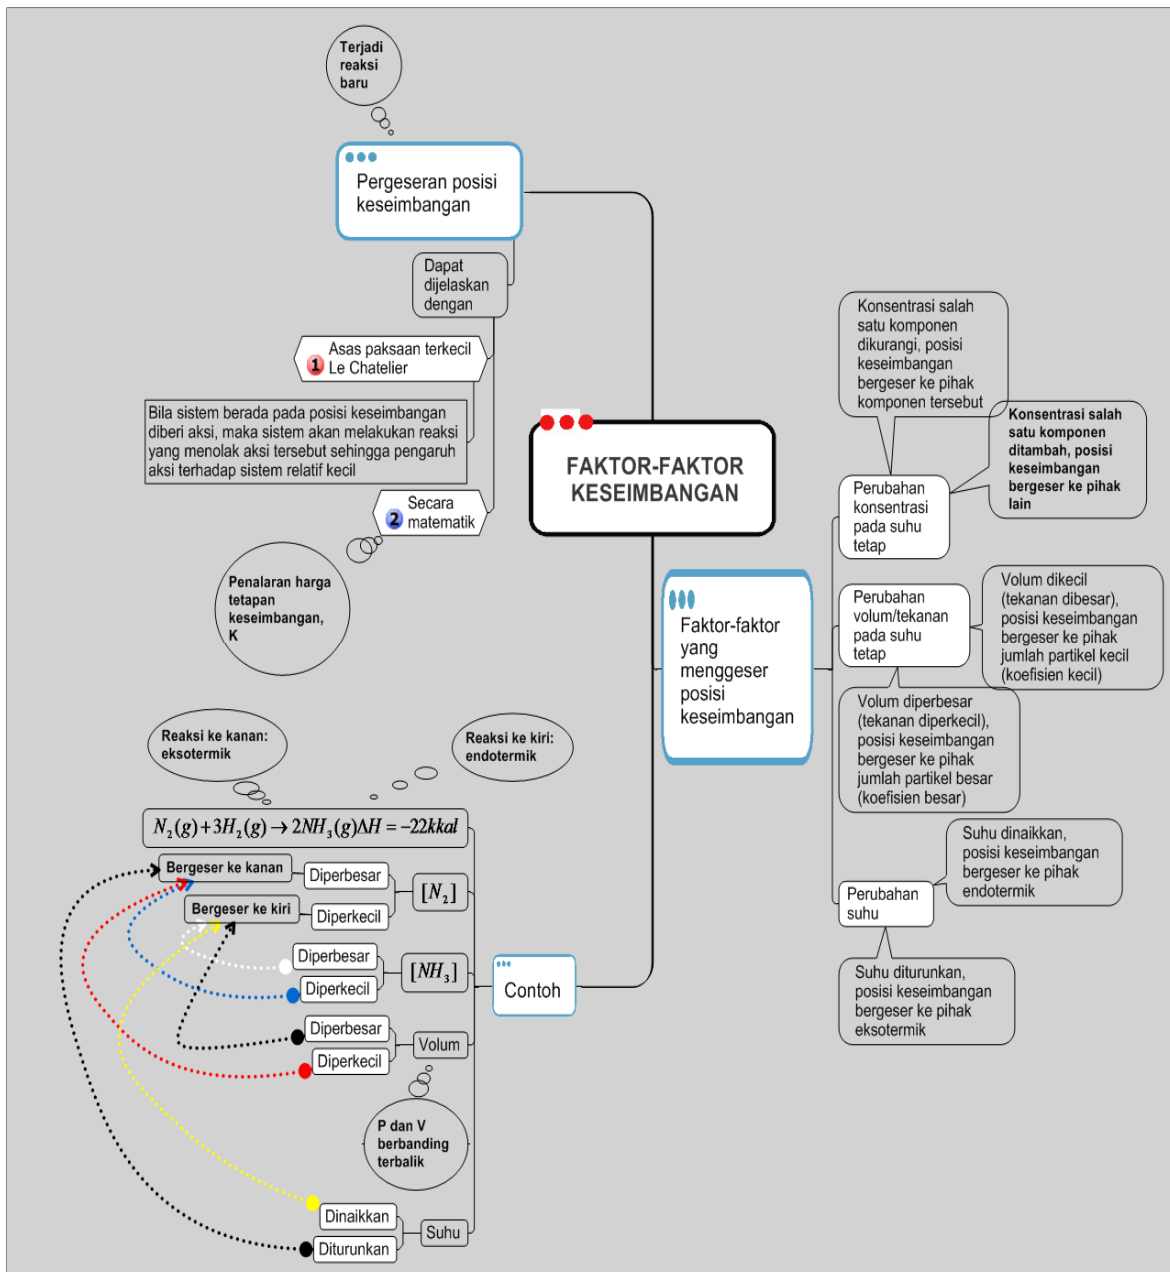 Terjadi
reaksi
baru
Pergeseran posisi
keseimbangan
Dapat
dijelaskan
dengan
1
Asas paksaan terkecil
Le Chatelier
Bila sistem berada pada posisi keseimbangan
diberi aksi, maka sistem akan melakukan reaksi
yang menolak aksi tersebut sehingga pengaruh
aksi terhadap sistem relatif kecil
2
Secara
matematik
Penalaran harga
tetapan
keseimbangan,
K
FAKTOR-FAKTOR
KESEIMBANGAN
Faktor-faktor
yang
menggeser
posisi
keseimbangan
Konsentrasi salah
satu komponen
dikurangi, posisi
keseimbangan
bergeser ke pihak
komponen tersebut
Konsentrasi salah
satu komponen
ditambah, posisi
keseimbangan
bergeser ke pihak
lain
Perubahan
konsentrasi
pada suhu
tetap
Perubahan
volum/tekanan
pada suhu
tetap
Volum dikecil
(tekanan dibesar),
posisi keseimbangan
bergeser ke pihak
jumlah partikel kecil
(koefisien kecil)
Volum diperbesar
(tekanan diperkecil),
posisi keseimbangan
bergeser ke pihak
jumlah partikel besar
(koefisien besar)
Suhu dinaikkan,
posisi keseimbangan
bergeser ke pihak
endotermik
Perubahan
suhu
Suhu diturunkan,
posisi keseimbangan
bergeser ke pihak
eksotermik
Contoh
Reaksi ke kanan:
eksotermik
Reaksi ke kiri:
endotermik
N₂(g)+3H₂(g)→2NH₃(g)ΔH=−22kkal
Bergeser ke kanan
Diperbesar
[N₂]
Bergeser ke kiri
Diperkecil
Diperbesar
[NH₃]
Diperkecil
Diperbesar
Volum
Diperkecil
P dan V
berbanding
terbalik
Dinaikkan
Suhu
Diturunkan